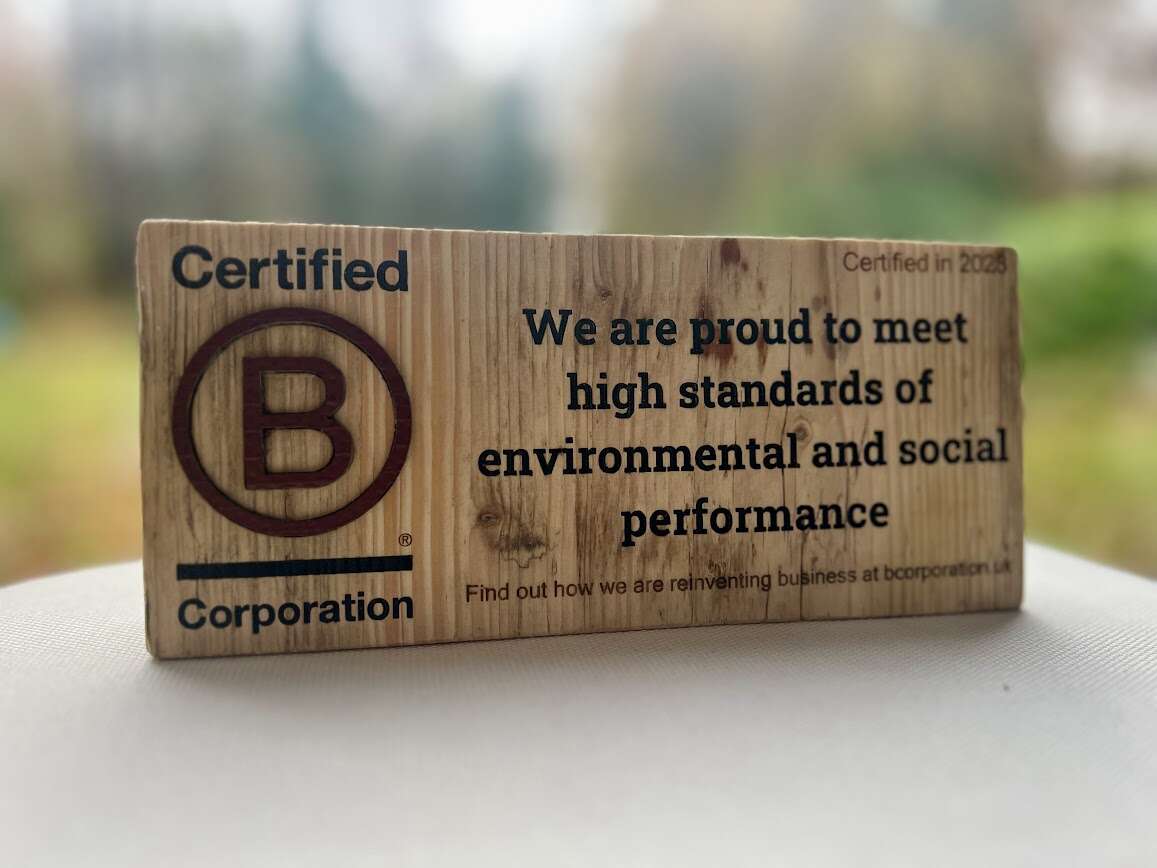 Certified
B
®
Corporation
Certified in 2023
We are proud to meet
high standards of
environmental and social
performance
Find out how we are reinventing business at bcorporation.uk